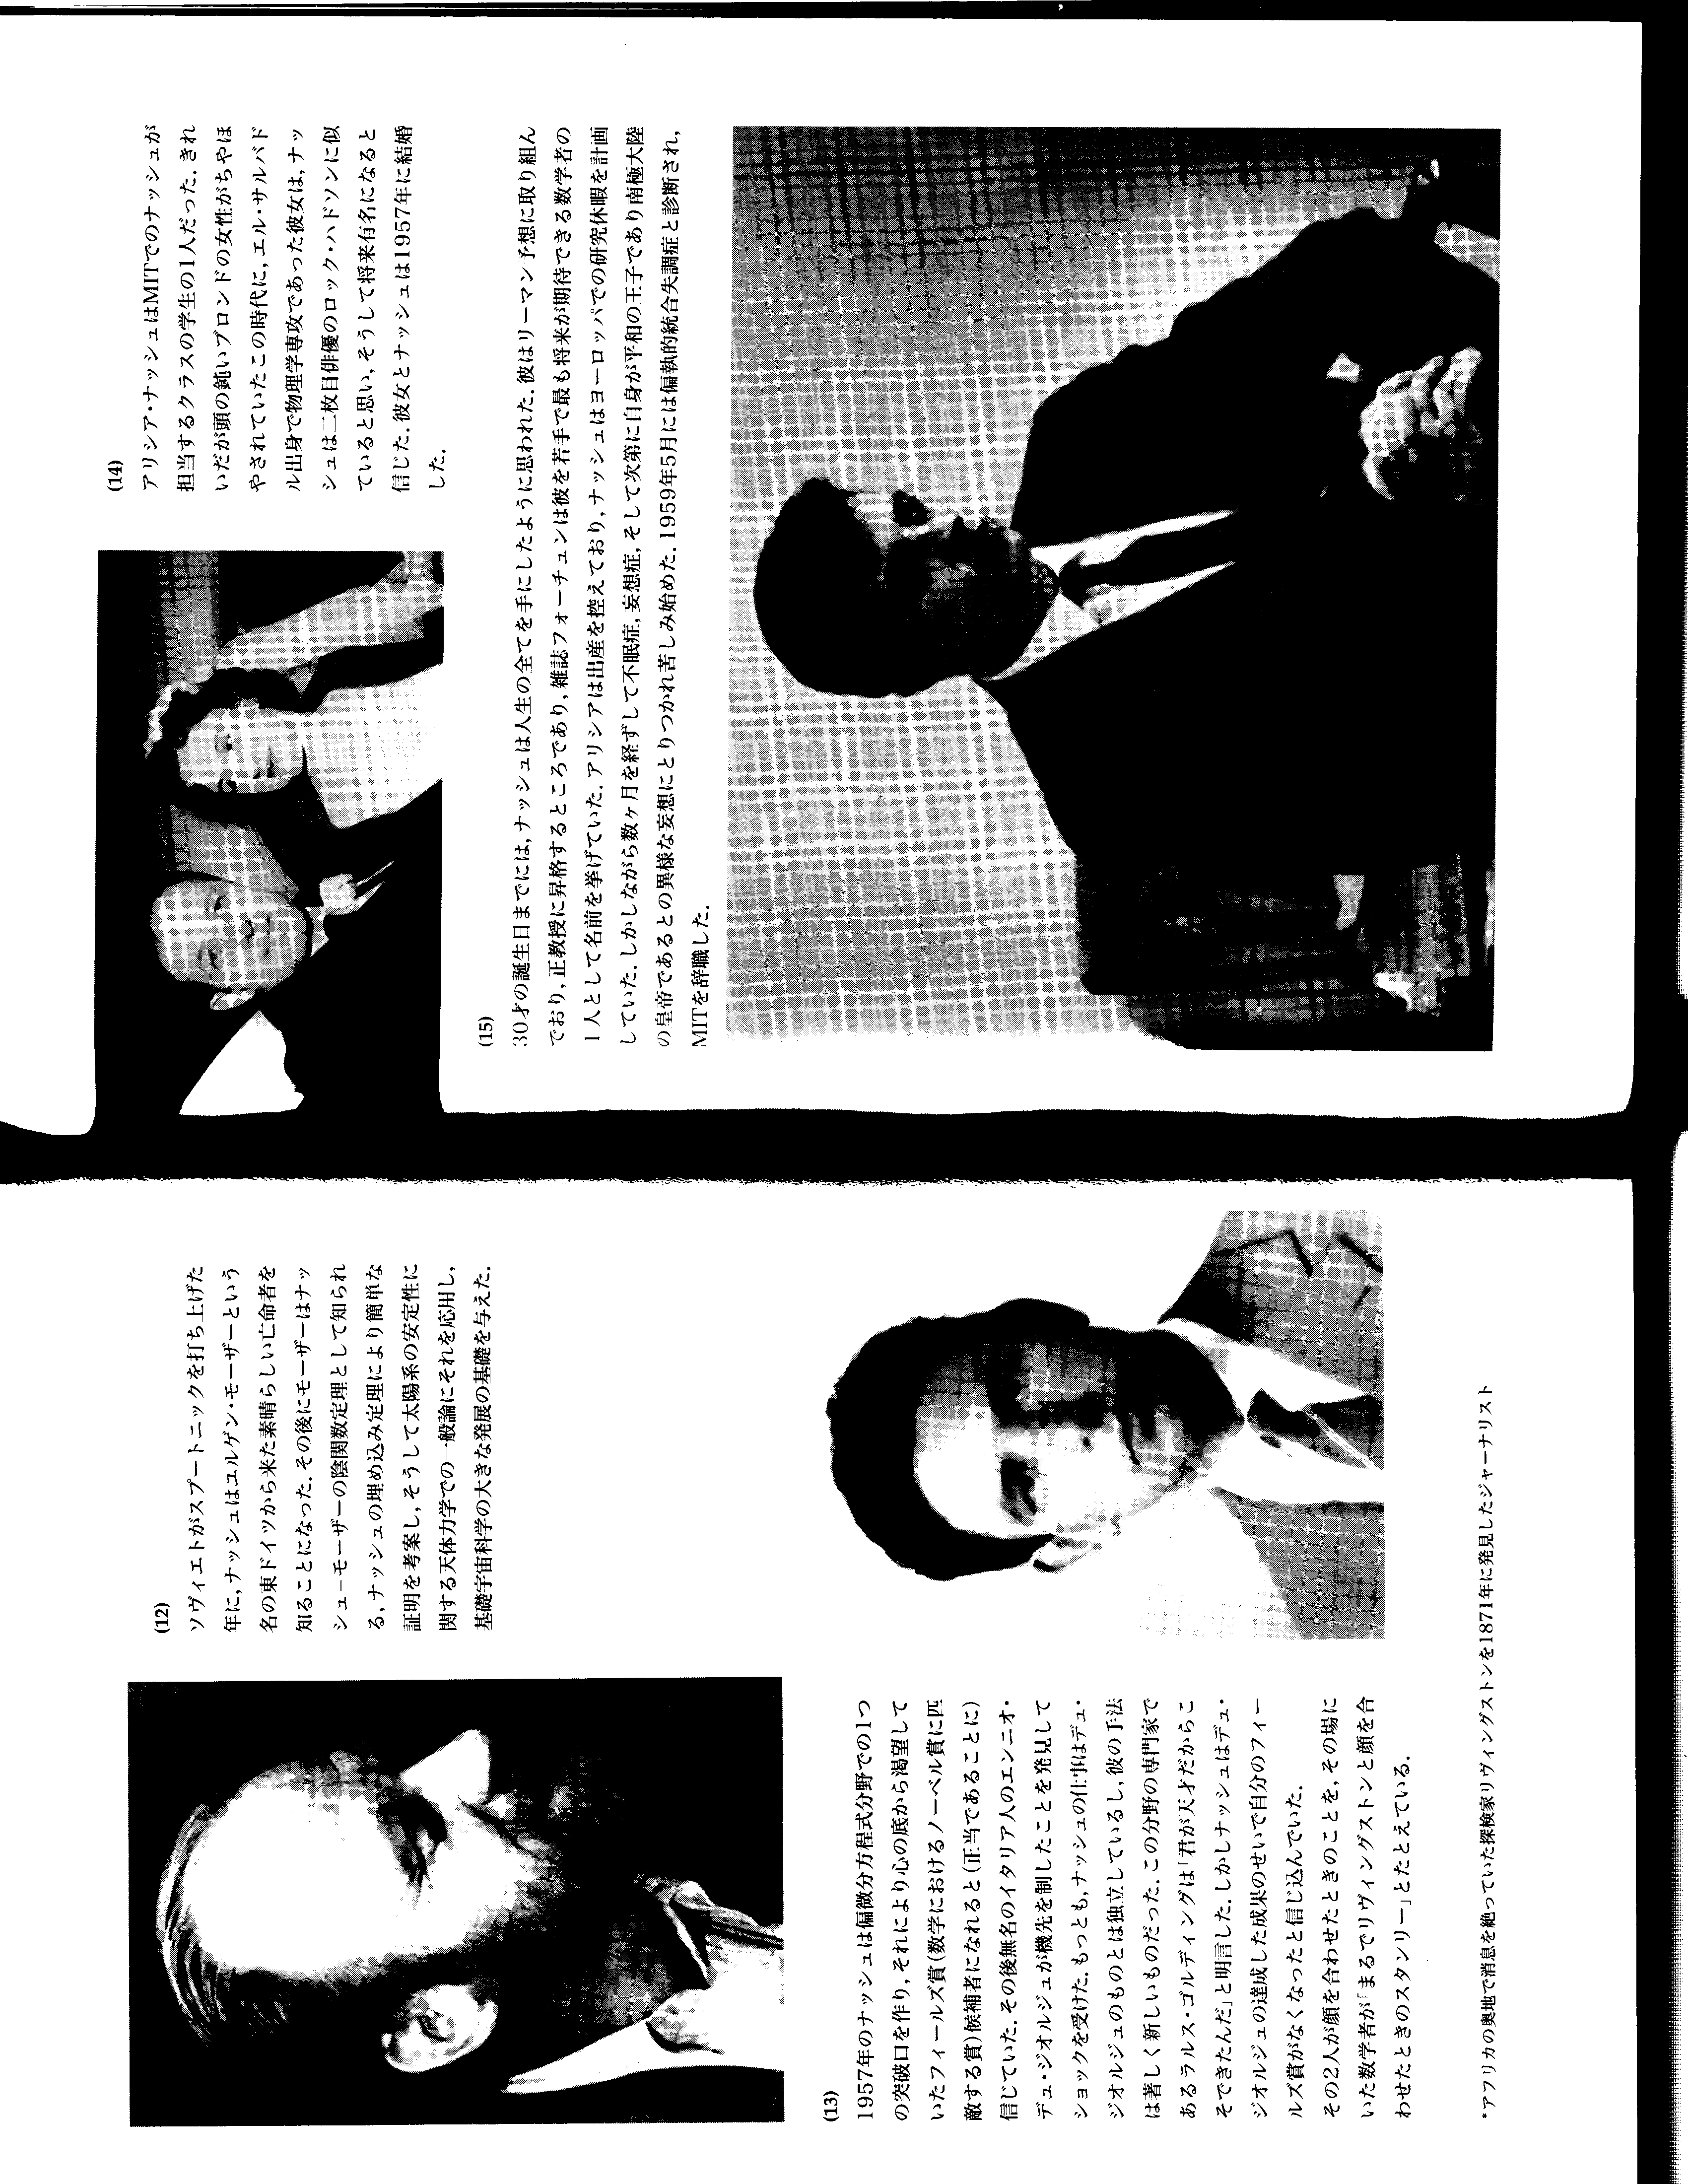 (12)
ソヴィエトがスプートニックを打ち上げた
年に,ナッシュはユルゲン・モーザーという
名の東ドイツから来た素晴らしい亡命者を
知ることになった.その後にモーザーはナッ
シュ−モーザーの陰関数定理として知られ
る,ナッシュの埋め込み定理により簡単な
証明を考案し,そうして太陽系の安定性に
関する天体力学での一般論にそれを応用し,
基礎宇宙科学の大きな発展の基礎を与えた.
(13)
1957年のナッシュは偏微分方程式分野での1つ
の突破口を作り,それにより心の底から渇望して
いたフィールズ賞(数学におけるノーベル賞に匹
敵する賞)候補者になれると(正当であることに)
信じていた.その後無名のイタリア人のエンニオ・
デュ・ジオルジュが機先を制したことを発見して
ショックを受けた.もっとも,ナッシュの仕事はデュ・
ジオルジュのものとは独立しているし,彼の手法
は著しく新しいものだった.この分野の専門家で
あるラルス・ゴルディングは「君が天才だからこ
そできたんだ」と明言した.しかしナッシュはデュ・
ジオルジュの達成した成果のせいで自分のフィー
ルズ賞がなくなったと信じ込んでいた.
その2人が顔を合わせたときのことを,その場に
いた数学者が「まるでリヴィングストンと顔を合
わせたときのスタンリー」とたとえている.
*アフリカの奥地で消息を絶っていた探検家リヴィングストンを1871年に発見したジャーナリスト
(14)
アリシア・ナッシュはMITでのナッシュが
担当するクラスの学生の1人だった.きれ
いだが頭の鈍いブロンドの女性がちやほ
やされていたこの時代に,エル・サルバド
ル出身で物理学専攻であった彼女は,ナッ
シュは二枚目俳優のロック・ハドソンに似
ていると思い,そうして将来有名になると
信じた.彼女とナッシュは1957年に結婚
した.
(15)
30才の誕生日までには,ナッシュは人生の全てを手にしたように思われた.彼はリーマン予想に取り組ん
でおり,正教授に昇格するところであり,雑誌フォーチュンは彼を若手で最も将来が期待できる数学者の
1人として名前を挙げていた.アリシアは出産を控えており,ナッシュはヨーロッパでの研究休暇を計画
していた.しかしながら数ヶ月を経ずして不眠症,妄想症,そして次第に自身が平和の王子であり南極大陸
の皇帝であるとの異様な妄想にとりつかれ苦しみ始めた.1959年5月には偏執的統合失調症と診断され,
MITを辞職した.